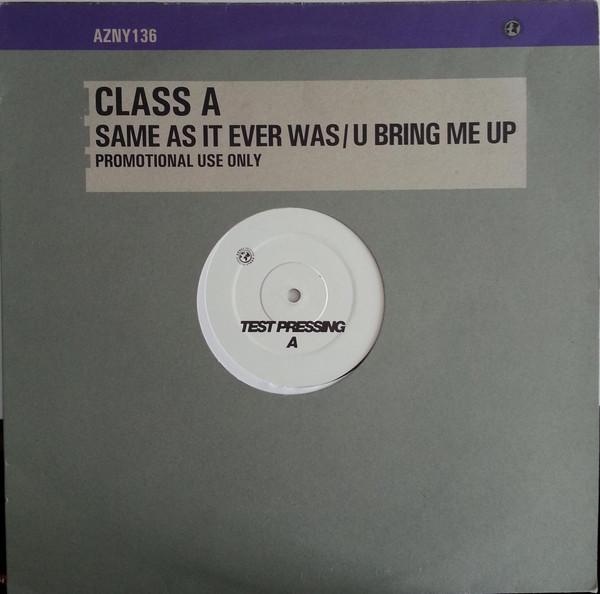 AZNY136
CLASS A
SAME AS IT EVER WAS/U BRING ME UP
PROMOTIONAL USE ONLY
TEST PRESSING
A